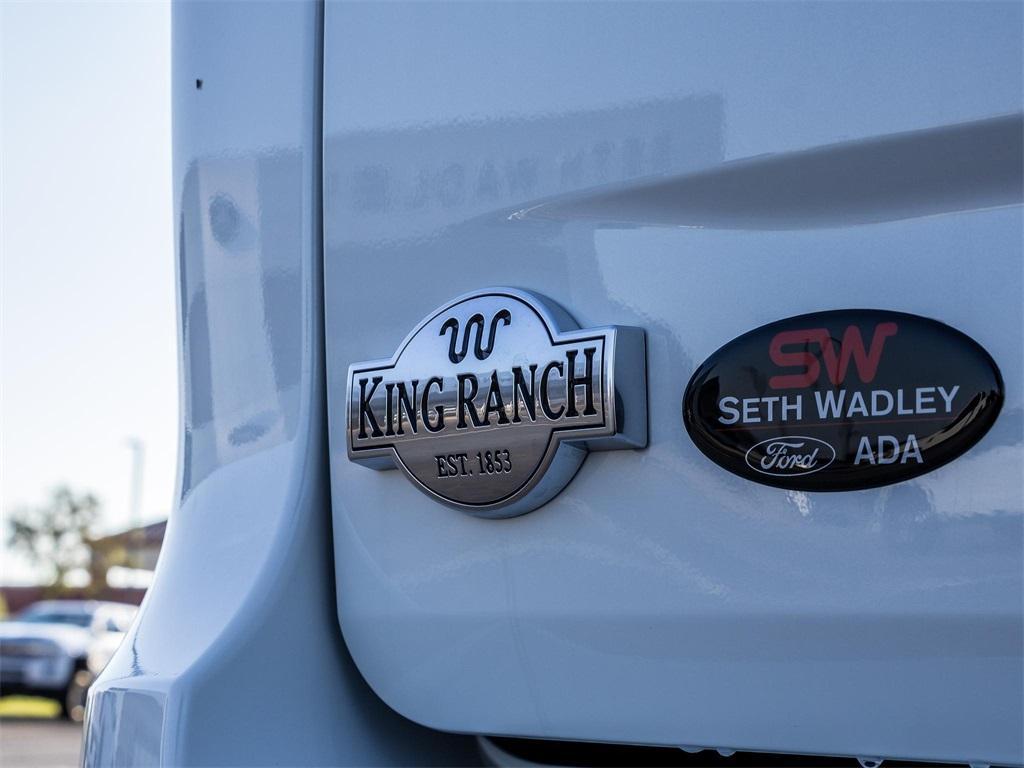 KING RANCH
EST. 1853
SW
SETH WADLEY
Ford ADA